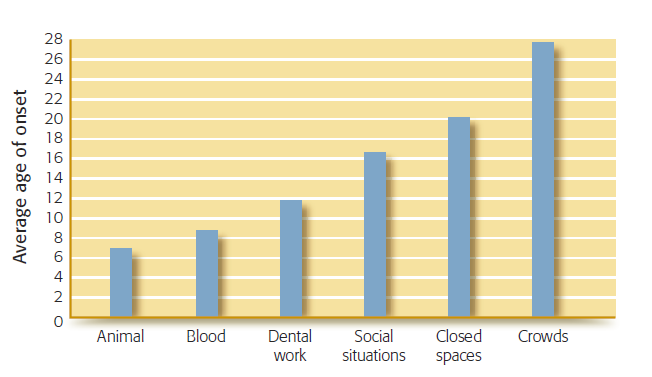 Average age of onset
28
26
24
22
20
18
16
14
12
10
8
6
4
2
0
Animal
Blood
Dental
work
Social
situations
Closed
spaces
Crowds